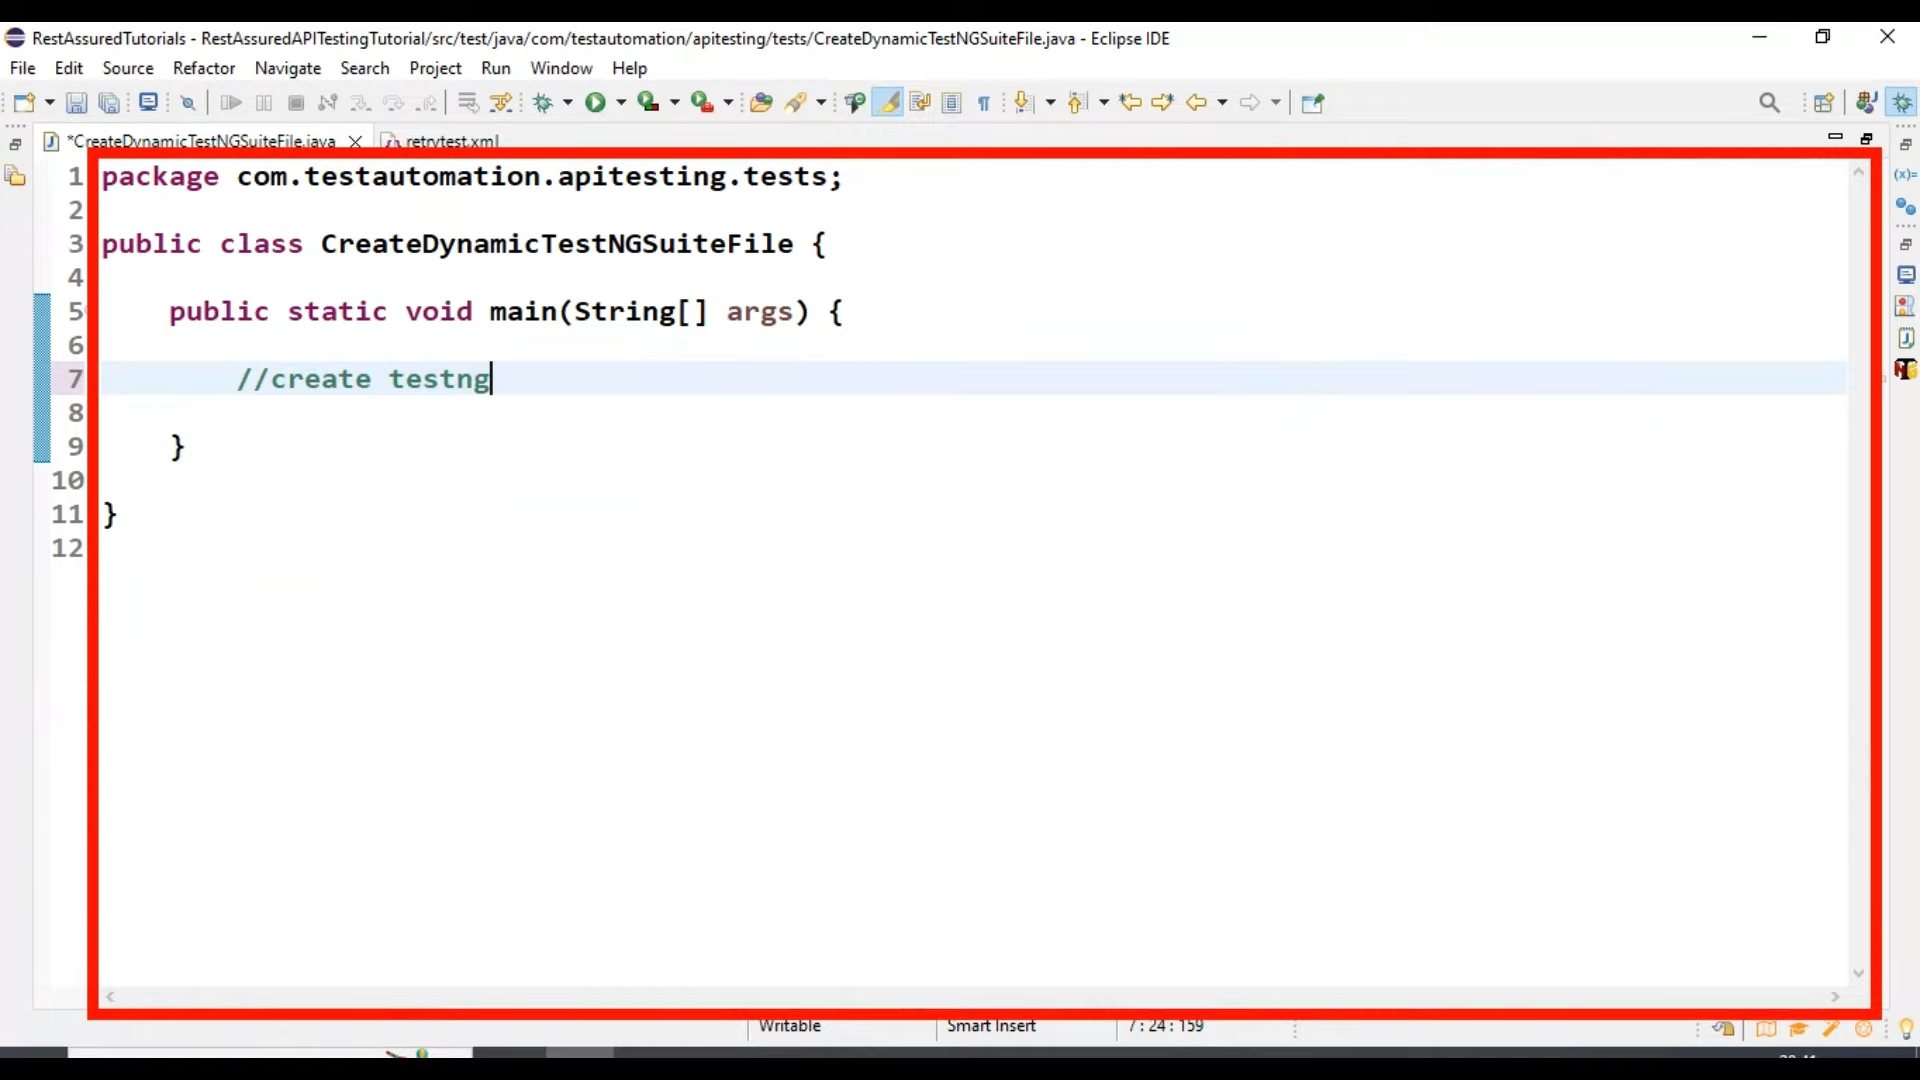 RestAssuredTutorials - RestAssuredAPITestingTutorial/src/test/java/com/testautomation/apitesting/tests/CreateDynamicTestNGSuiteFile.java - Eclipse IDE
File Edit Source Refactor Navigate Search Project Run Window Help
*CreateDynamicTestNGSuiteFile.java retrytest.xml
1 package com.testautomation.apitesting.tests;
2
3 public class CreateDynamicTestNGSuiteFile {
4
5 public static void main(String[] args) {
6
7 //create testng
8
9 }
10
11 }
12
Writable Smart Insert 7 : 24 : 159